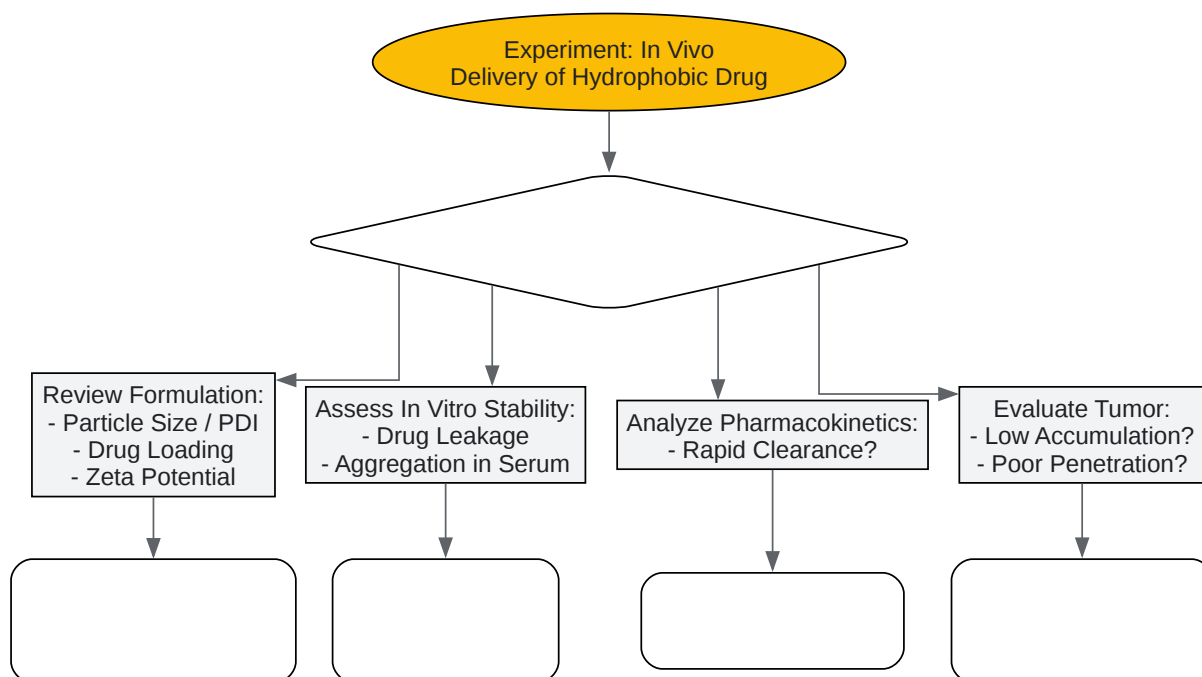 Experiment: In Vivo
Delivery of Hydrophobic Drug
Review Formulation:
- Particle Size / PDI
- Drug Loading
- Zeta Potential
Assess In Vitro Stability:
- Drug Leakage
- Aggregation in Serum
Analyze Pharmacokinetics:
- Rapid Clearance?
Evaluate Tumor:
- Low Accumulation?
- Poor Penetration?